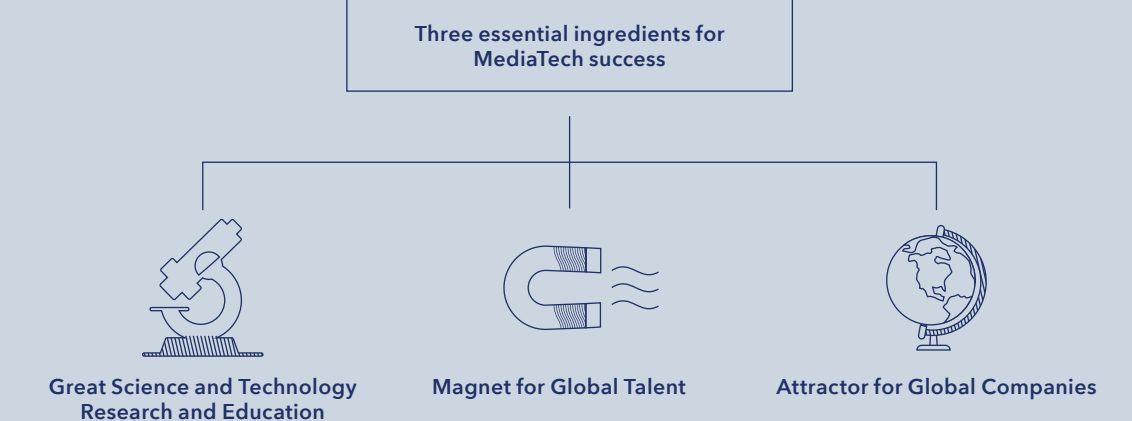 Three essential ingredients for
MediaTech success
Great Science and Technology
Research and Education
Magnet for Global Talent
Attractor for Global Companies